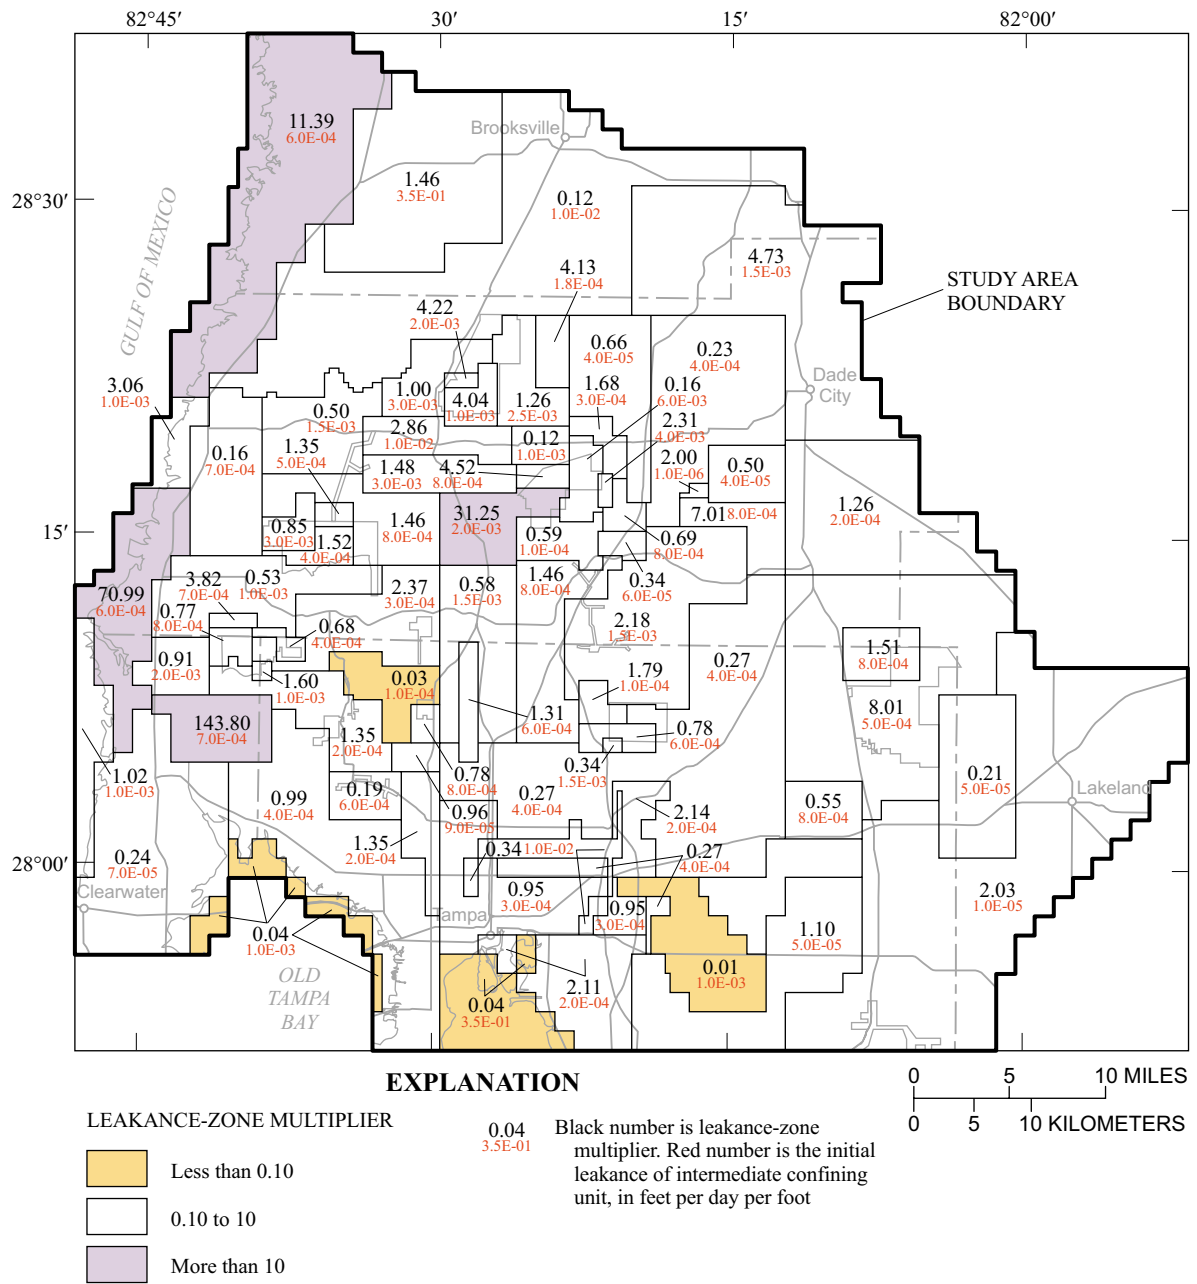 82°45′ 30′ 15′ 82°00′
11.39
6.0E-04
Brooksville
1.46
3.5E-01
28°30′
0.12
1.0E-02
GULF OF MEXICO
4.73
1.5E-03
4.13
1.8E-04
STUDY AREA
BOUNDARY
4.22
2.0E-03
0.66
4.0E-05
0.23
4.0E-04
3.06
1.0E-03
1.00
3.0E-03
4.04
1.0E-03
1.26
2.5E-03
1.68
3.0E-04
0.16
6.0E-03
Dade
City
0.50
1.5E-03
2.86
1.0E-02
0.12
1.0E-03
2.31
4.0E-03
0.16
7.0E-04
1.35
5.0E-04
1.48
3.0E-03
4.52
8.0E-04
2.00
1.0E-06
0.50
4.0E-05
1.26
2.0E-04
15′
0.85
3.0E-03
1.52
4.0E-04
1.46
8.0E-04
31.25
2.0E-03
0.59
1.0E-04
7.01
8.0E-04
0.69
8.0E-04
70.99
6.0E-04
3.82
7.0E-04
0.53
1.0E-03
2.37
3.0E-04
0.58
1.5E-03
1.46
8.0E-04
0.34
6.0E-05
0.77
8.0E-04
0.68
4.0E-04
2.18
1.5E-03
0.91
2.0E-03
1.60
1.0E-03
0.03
1.0E-04
1.79
1.0E-04
0.27
4.0E-04
1.51
8.0E-04
143.80
7.0E-04
1.35
2.0E-04
1.31
6.0E-04
0.78
6.0E-04
8.01
5.0E-04
1.02
1.0E-03
0.99
4.0E-04
0.19
6.0E-04
0.78
8.0E-04
0.34
1.5E-03
0.21
5.0E-05
Lakeland
0.96
9.0E-05
0.27
4.0E-04
2.14
2.0E-04
0.55
8.0E-04
28°00′
0.24
7.0E-05
1.35
2.0E-04
0.34
1.0E-02
0.27
4.0E-04
Clearwater
0.95
3.0E-04
2.03
1.0E-05
0.04
1.0E-03
Tampa
0.95
3.0E-04
1.10
5.0E-05
OLD
TAMPA
BAY
0.04
3.5E-01
2.11
2.0E-04
0.01
1.0E-03
EXPLANATION
0 5 10 MILES
0 5 10 KILOMETERS
LEAKANCE-ZONE MULTIPLIER
Less than 0.10
0.10 to 10
More than 10
0.04
3.5E-01
Black number is leakance-zone
multiplier. Red number is the initial
leakance of intermediate confining
unit, in feet per day per foot